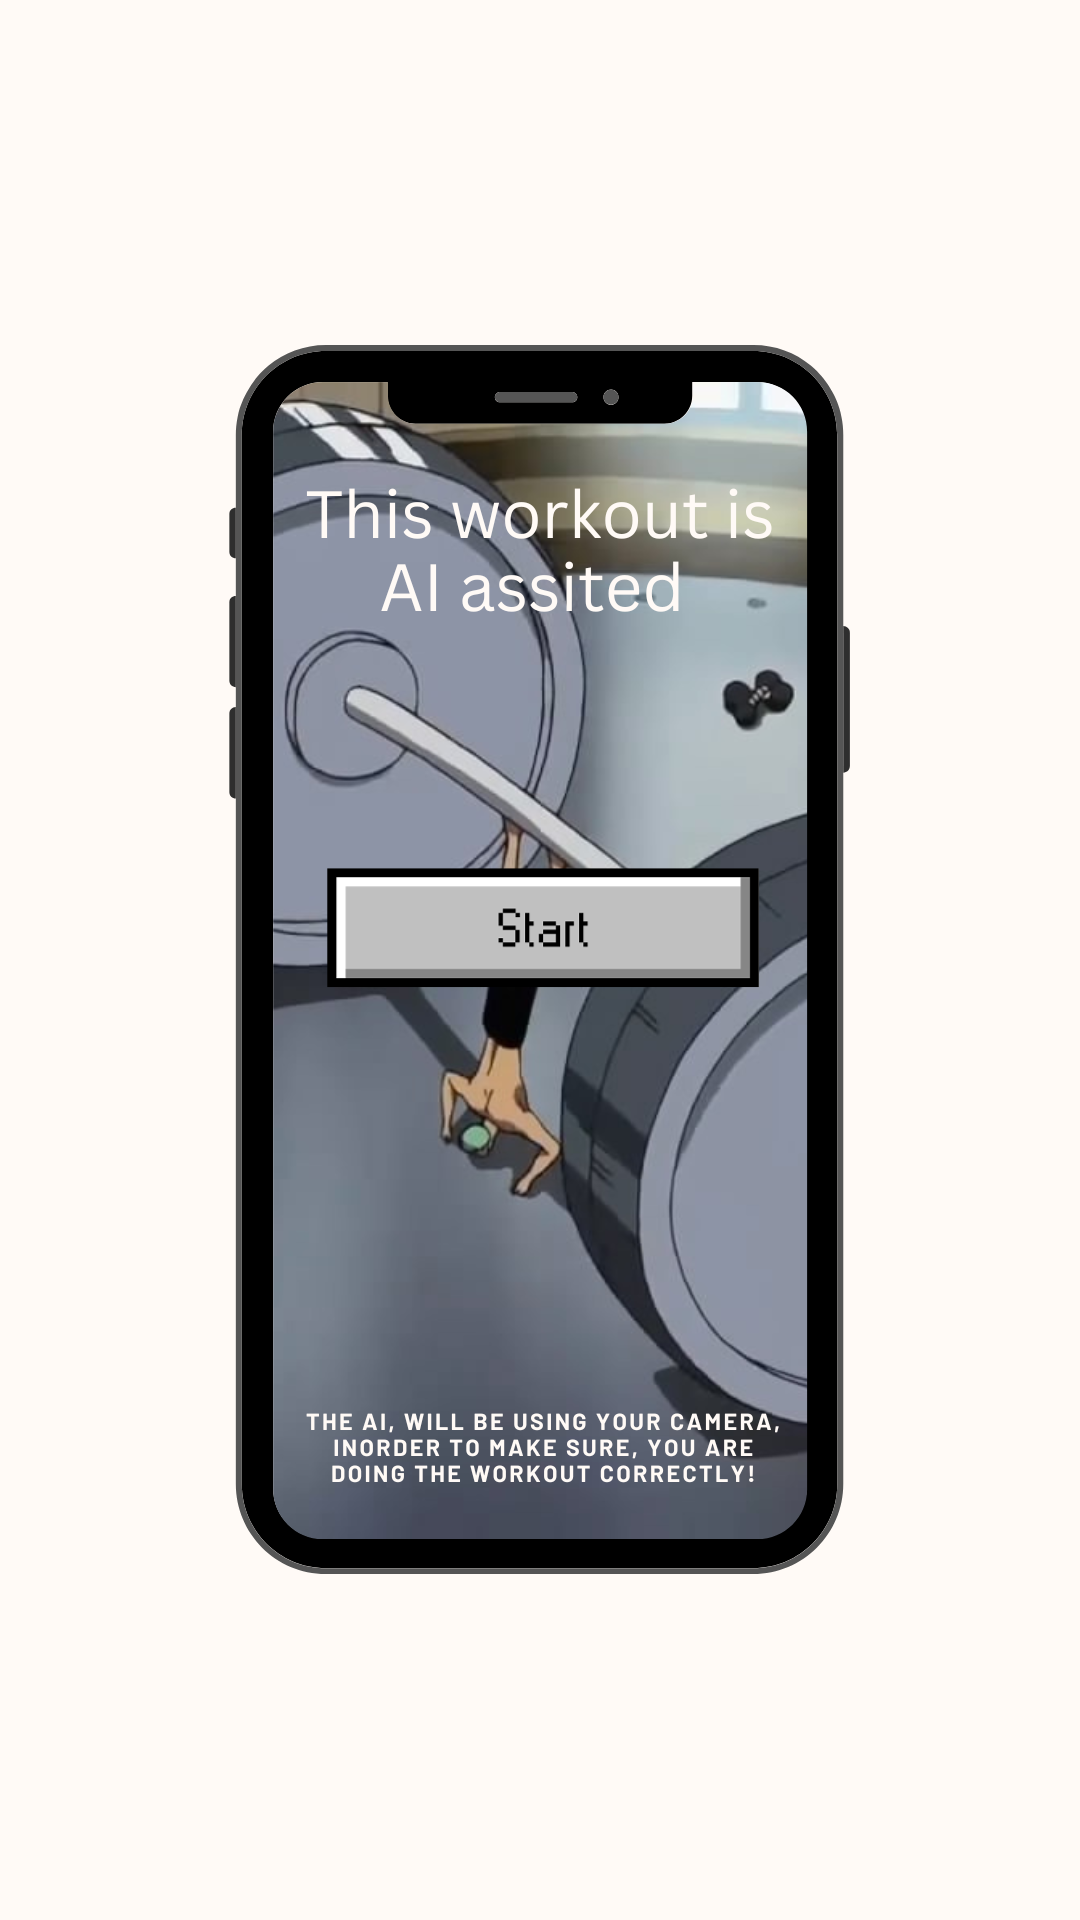 This workout is
AI assited
Start
THE AI, WILL BE USING YOUR CAMERA,
INORDER TO MAKE SURE, YOU ARE
DOING THE WORKOUT CORRECTLY!